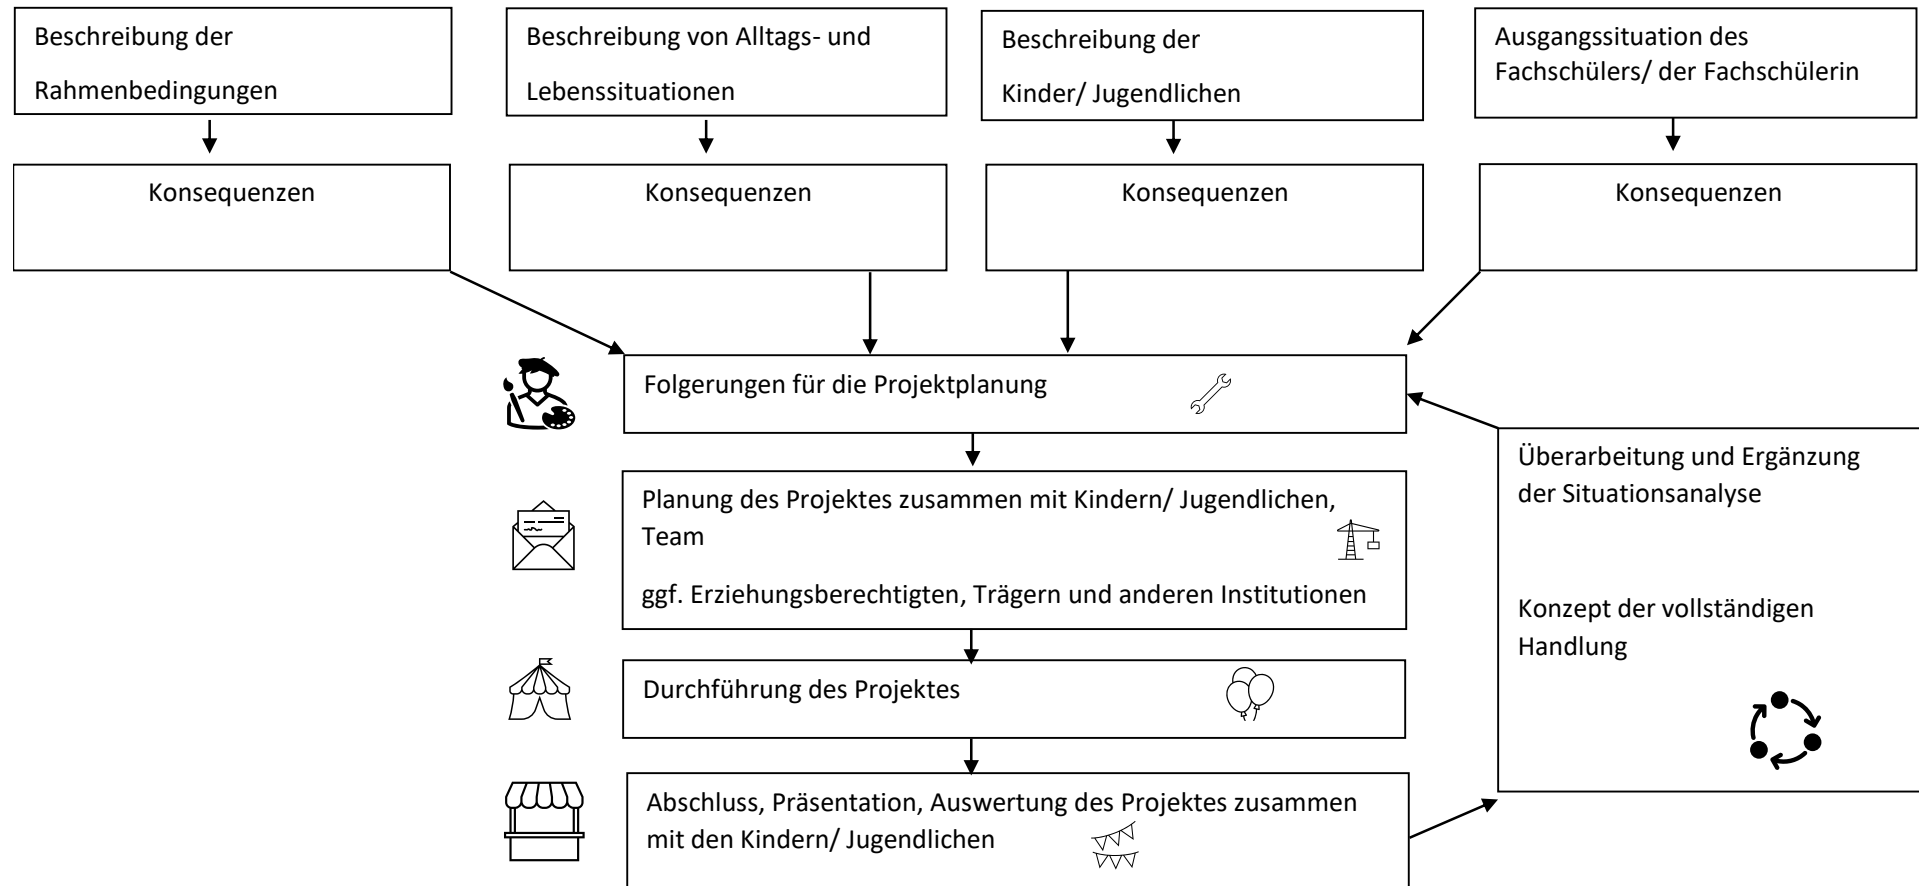 Beschreibung der
Rahmenbedingungen
Beschreibung von Alltags- und
Lebenssituationen
Beschreibung der
Kinder/ Jugendlichen
Ausgangssituation des
Fachschülers/ der Fachschülerin
Konsequenzen
Konsequenzen
Konsequenzen
Konsequenzen
Folgerungen für die Projektplanung
Planung des Projektes zusammen mit Kindern/ Jugendlichen,
Team
ggf. Erziehungsberechtigten, Trägern und anderen Institutionen
Durchführung des Projektes
Abschluss, Präsentation, Auswertung des Projektes zusammen
mit den Kindern/ Jugendlichen
Überarbeitung und Ergänzung
der Situationsanalyse
Konzept der vollständigen
Handlung